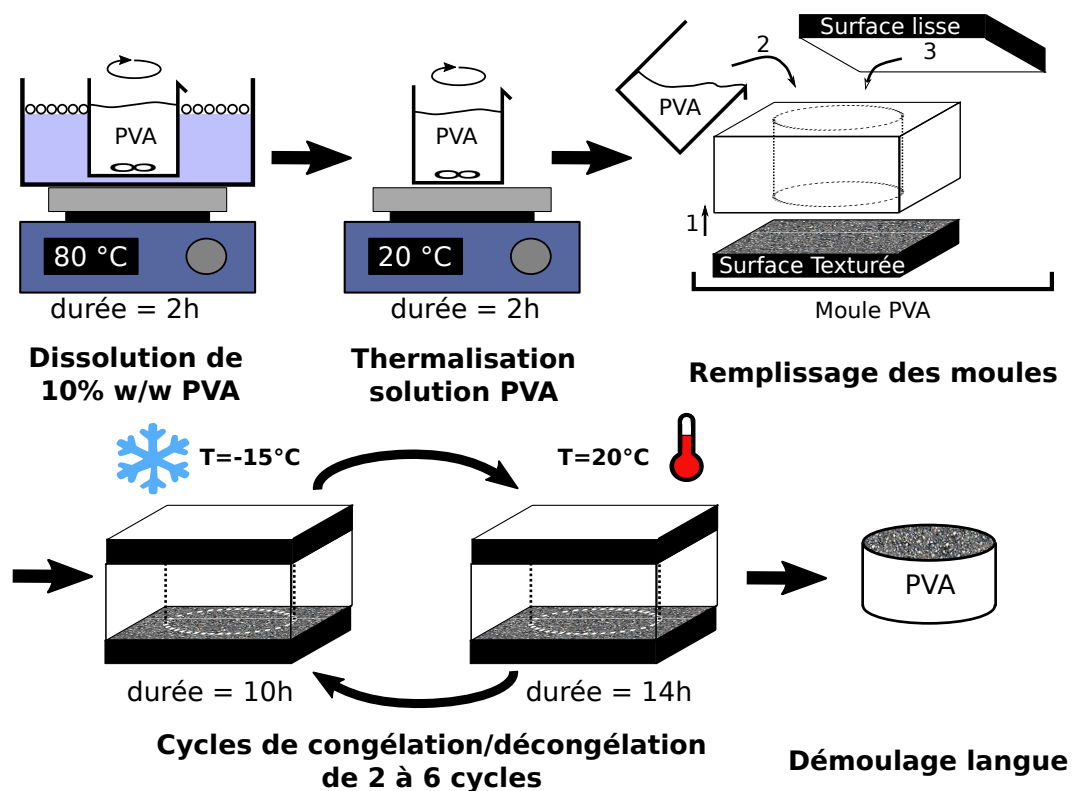 PVA
80 °C
durée = 2h
Dissolution de
10% w/w PVA
PVA
20 °C
durée = 2h
Thermalisation
solution PVA
Surface lisse
2
3
PVA
1
Surface Texturée
Moule PVA
Remplissage des moules
T=-15°C
T=20°C
durée = 10h
durée = 14h
Cycles de congélation/décongélation
de 2 à 6 cycles
PVA
Démoulage langue